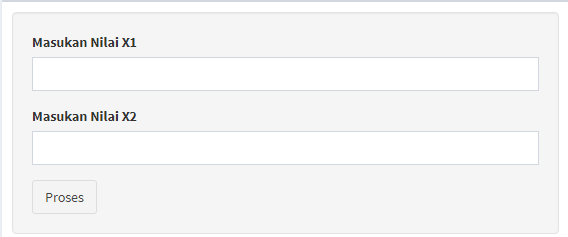 Masukan Nilai X1
Masukan Nilai X2
Proses